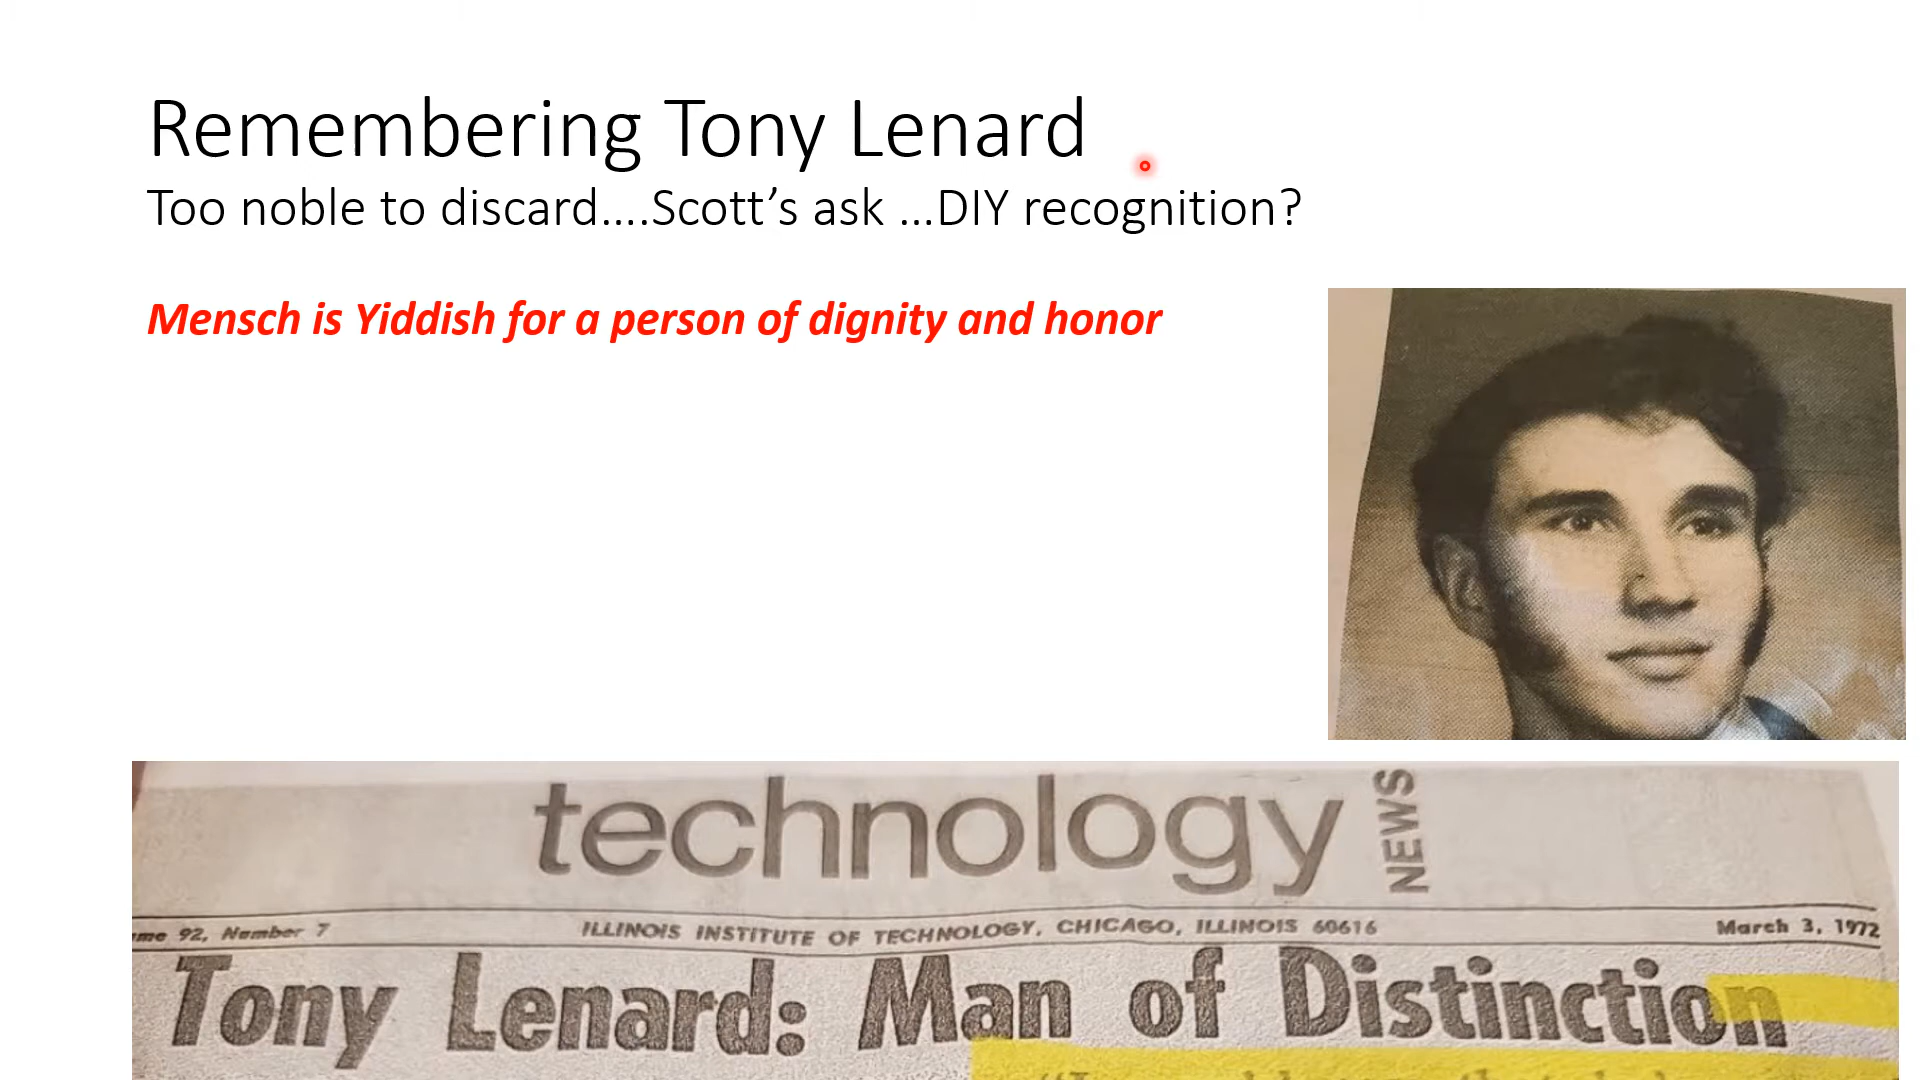 Remembering Tony Lenard
Too noble to discard....Scott's ask ...DIY recognition?
Mensch is Yiddish for a person of dignity and honor
technology NEWS
me 92, Number 7 ILLINOIS INSTITUTE OF TECHNOLOGY, CHICAGO, ILLINOIS 60616 March 3, 1972
Tony Lenard: Man of Distinction